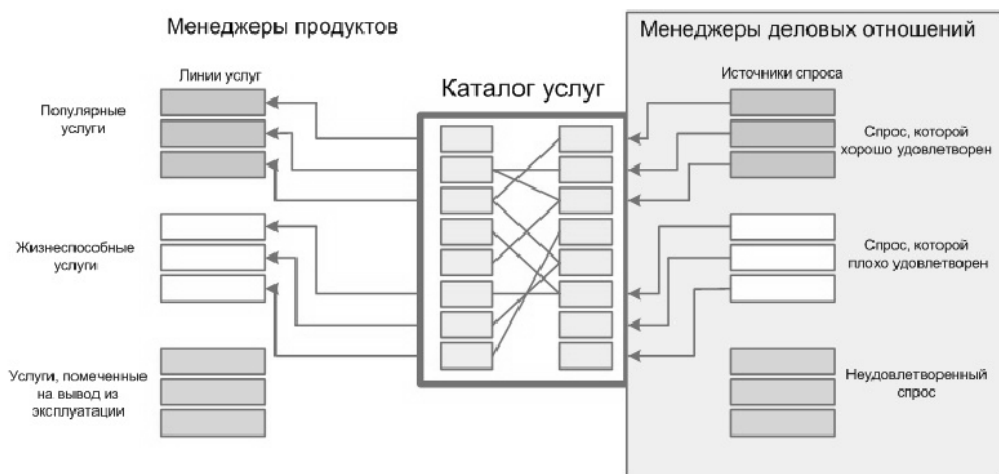 Менеджеры продуктов
Менеджеры деловых отношений
Линии услуг
Каталог услуг
Источники спроса
Популярные
услуги
Спрос, которой
хорошо удовлетворен
Жизнеспособные
услуги
Спрос, которой
плохо удовлетворен
Услуги, помеченные
на вывод из
эксплуатации
Неудовлетворенный
спрос